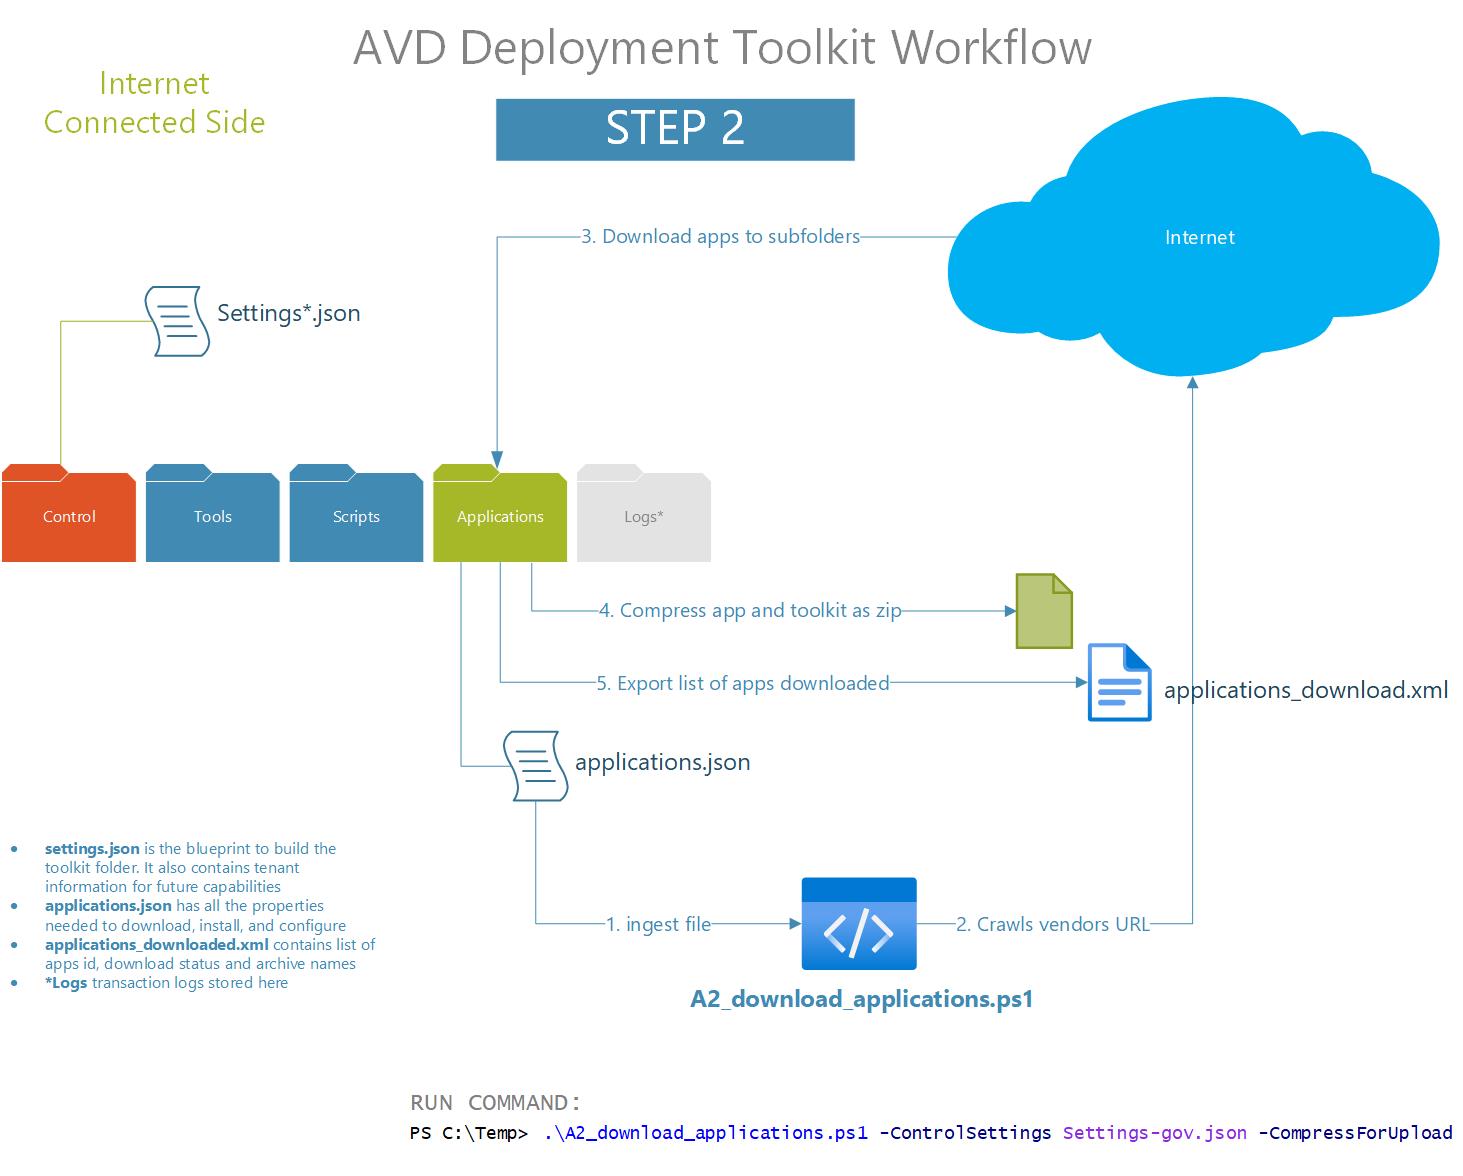 AVD Deployment Toolkit Workflow
Internet
Connected Side
STEP 2
Internet
3. Download apps to subfolders
Settings*.json
Control
Tools
Scripts
Applications
Logs*
4. Compress app and toolkit as zip
5. Export list of apps downloaded
applications_download.xml
applications.json
• settings.json is the blueprint to build the
toolkit folder. It also contains tenant
information for future capabilities
• applications.json has all the properties
needed to download, install, and configure
• applications_downloaded.xml contains list of
apps id, download status and archive names
• *Logs transaction logs stored here
1. ingest file
</>
2. Crawls vendors URL
A2_download_applications.ps1
RUN COMMAND:
PS C:\Temp> .\A2_download_applications.ps1 -ControlSettings Settings-gov.json -CompressForUpload